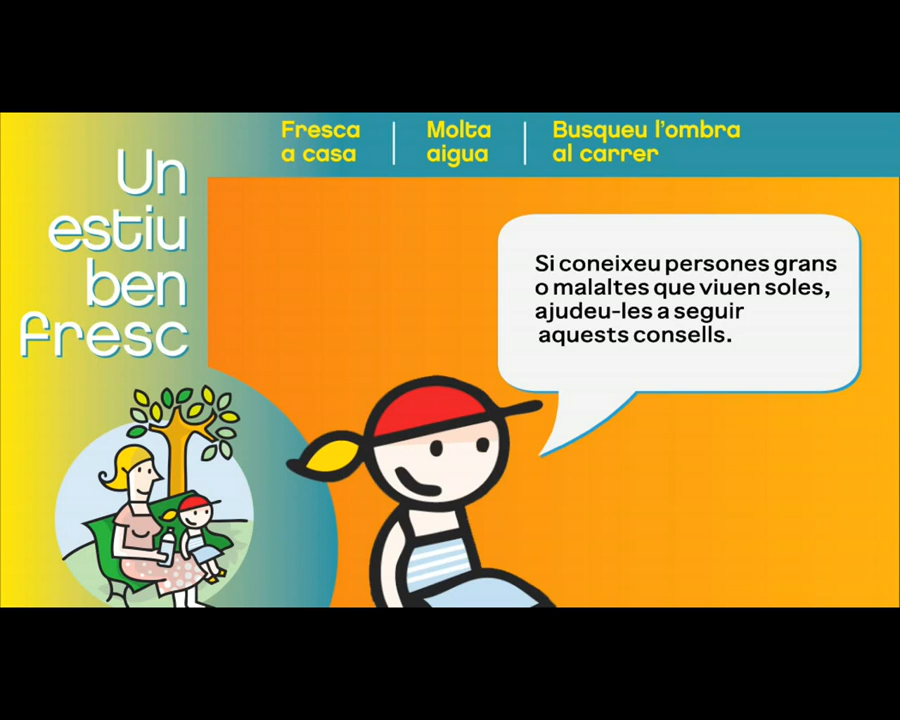 Un
estiu
ben
fresc
Fresca
a casa
Molta
aigua
Busqueu l'ombra
al carrer
Si coneixeu persones grans
o malaltes que viuen soles,
ajudeu-les a seguir
aquests consells.